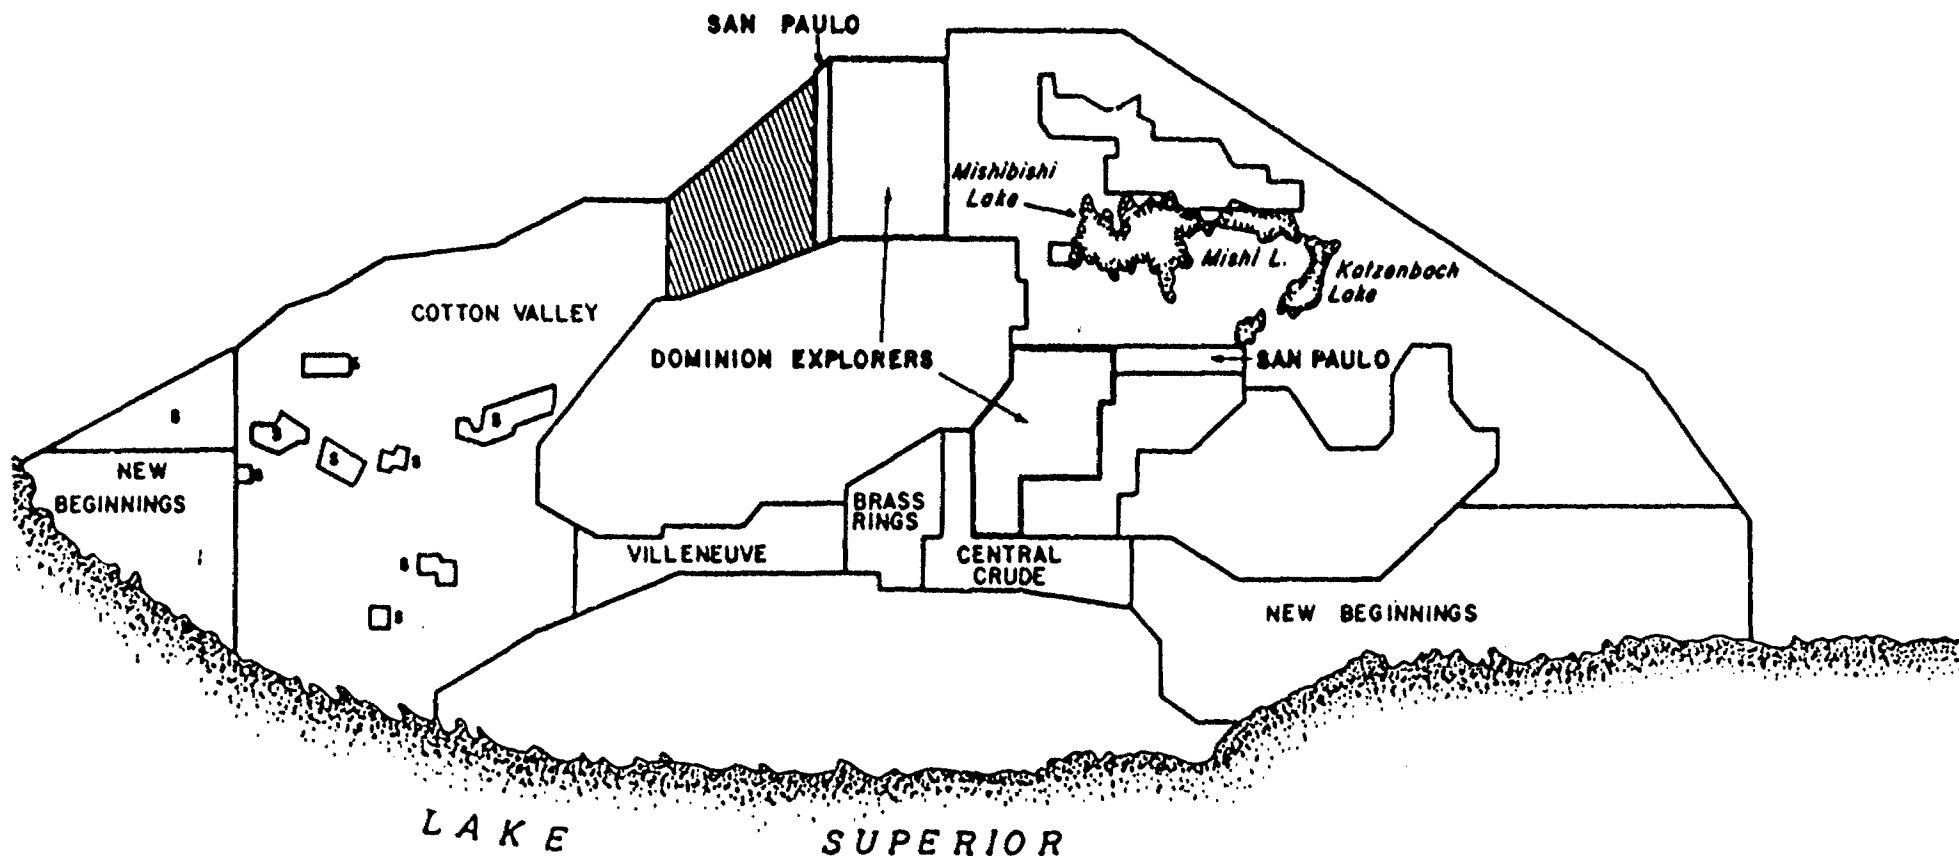 SAN PAULO
Mishibishi
Lake
Mishi L.
Katzenbach
Lake
COTTON VALLEY
DOMINION EXPLORERS
SAN PAULO
S
S
S
S
S
S
S
NEW
BEGINNINGS
BRASS
RINGS
VILLENEUVE
CENTRAL
CRUDE
S
S
NEW BEGINNINGS
LAKE SUPERIOR